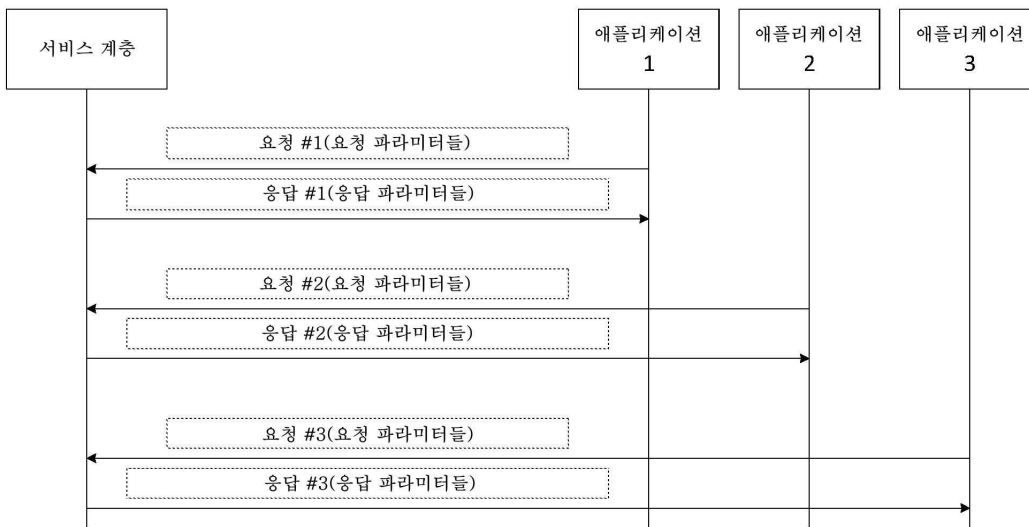 서비스 계층
애플리케이션
1
애플리케이션
2
애플리케이션
3
요청 #1(요청 파라미터들)
응답 #1(응답 파라미터들)
요청 #2(요청 파라미터들)
응답 #2(응답 파라미터들)
요청 #3(요청 파라미터들)
응답 #3(응답 파라미터들)